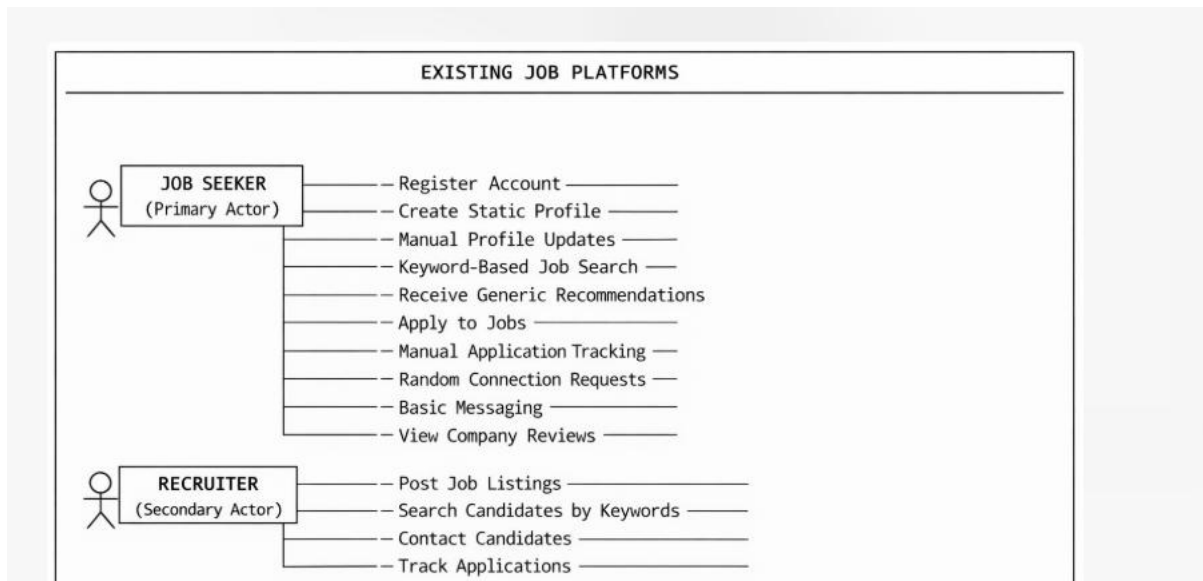 EXISTING JOB PLATFORMS
JOB SEEKER
(Primary Actor)
Register Account
Create Static Profile
Manual Profile Updates
Keyword-Based Job Search
Receive Generic Recommendations
Apply to Jobs
Manual Application Tracking
Random Connection Requests
Basic Messaging
View Company Reviews
RECRUITER
(Secondary Actor)
Post Job Listings
Search Candidates by Keywords
Contact Candidates
Track Applications